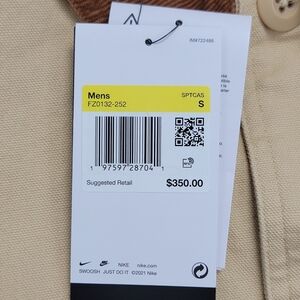 Mens SPTCAS
FZ0132-252 S
1 97597 28704 1
Suggested Retail $350.00
NIKE Nike.com
SWOOSH JUST DO IT ©2021 Nike